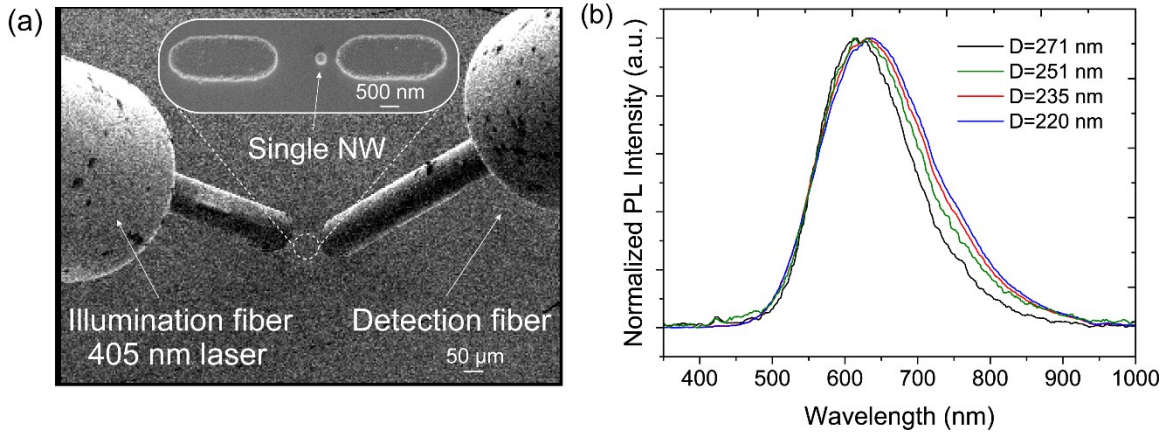 (a)
500 nm
Single NW
Illumination fiber
405 nm laser
Detection fiber
50 µm
(b)
Normalized PL Intensity (a.u.)
D=271 nm
D=251 nm
D=235 nm
D=220 nm
400 500 600 700 800 900 1000
Wavelength (nm)